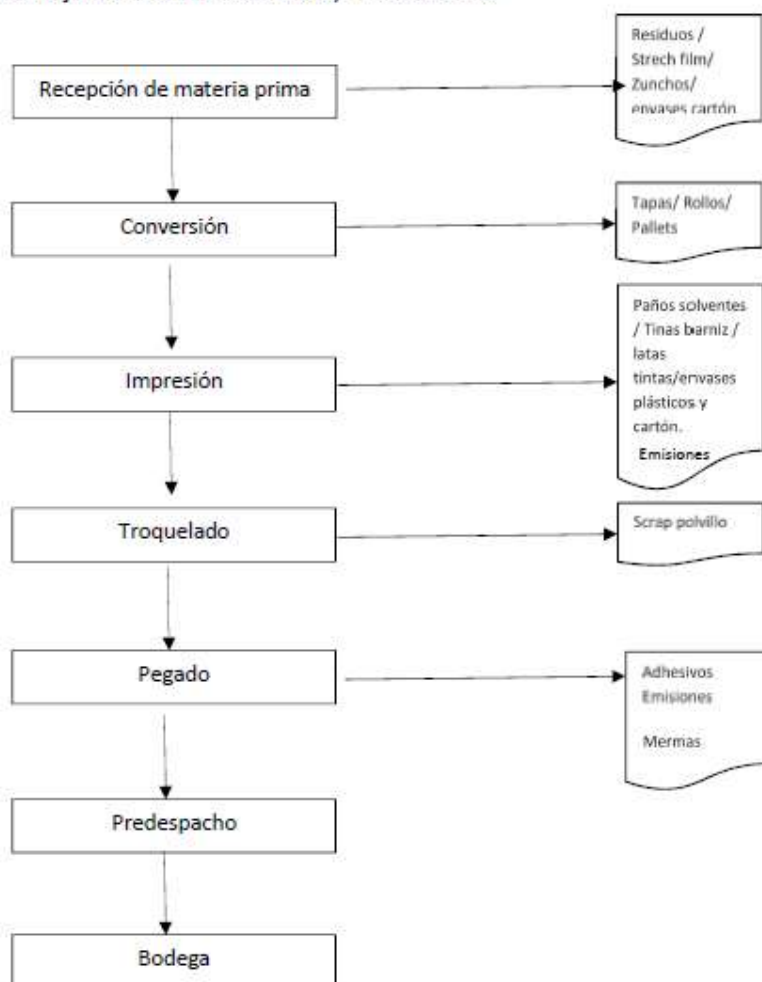 Recepción de materia prima
Residuos /
Strech film/
Zunchos/
envases cartón
Conversión
Tapas/ Rollos/
Pallets
Impresión
Paños solventes
/ Tinas barniz /
latas
tintas/envases
plásticos y
cartón.
Emisiones
Troquelado
Scrap polvillo
Pegado
Adhesivos
Emisiones
Mermas
Predespacho
Bodega